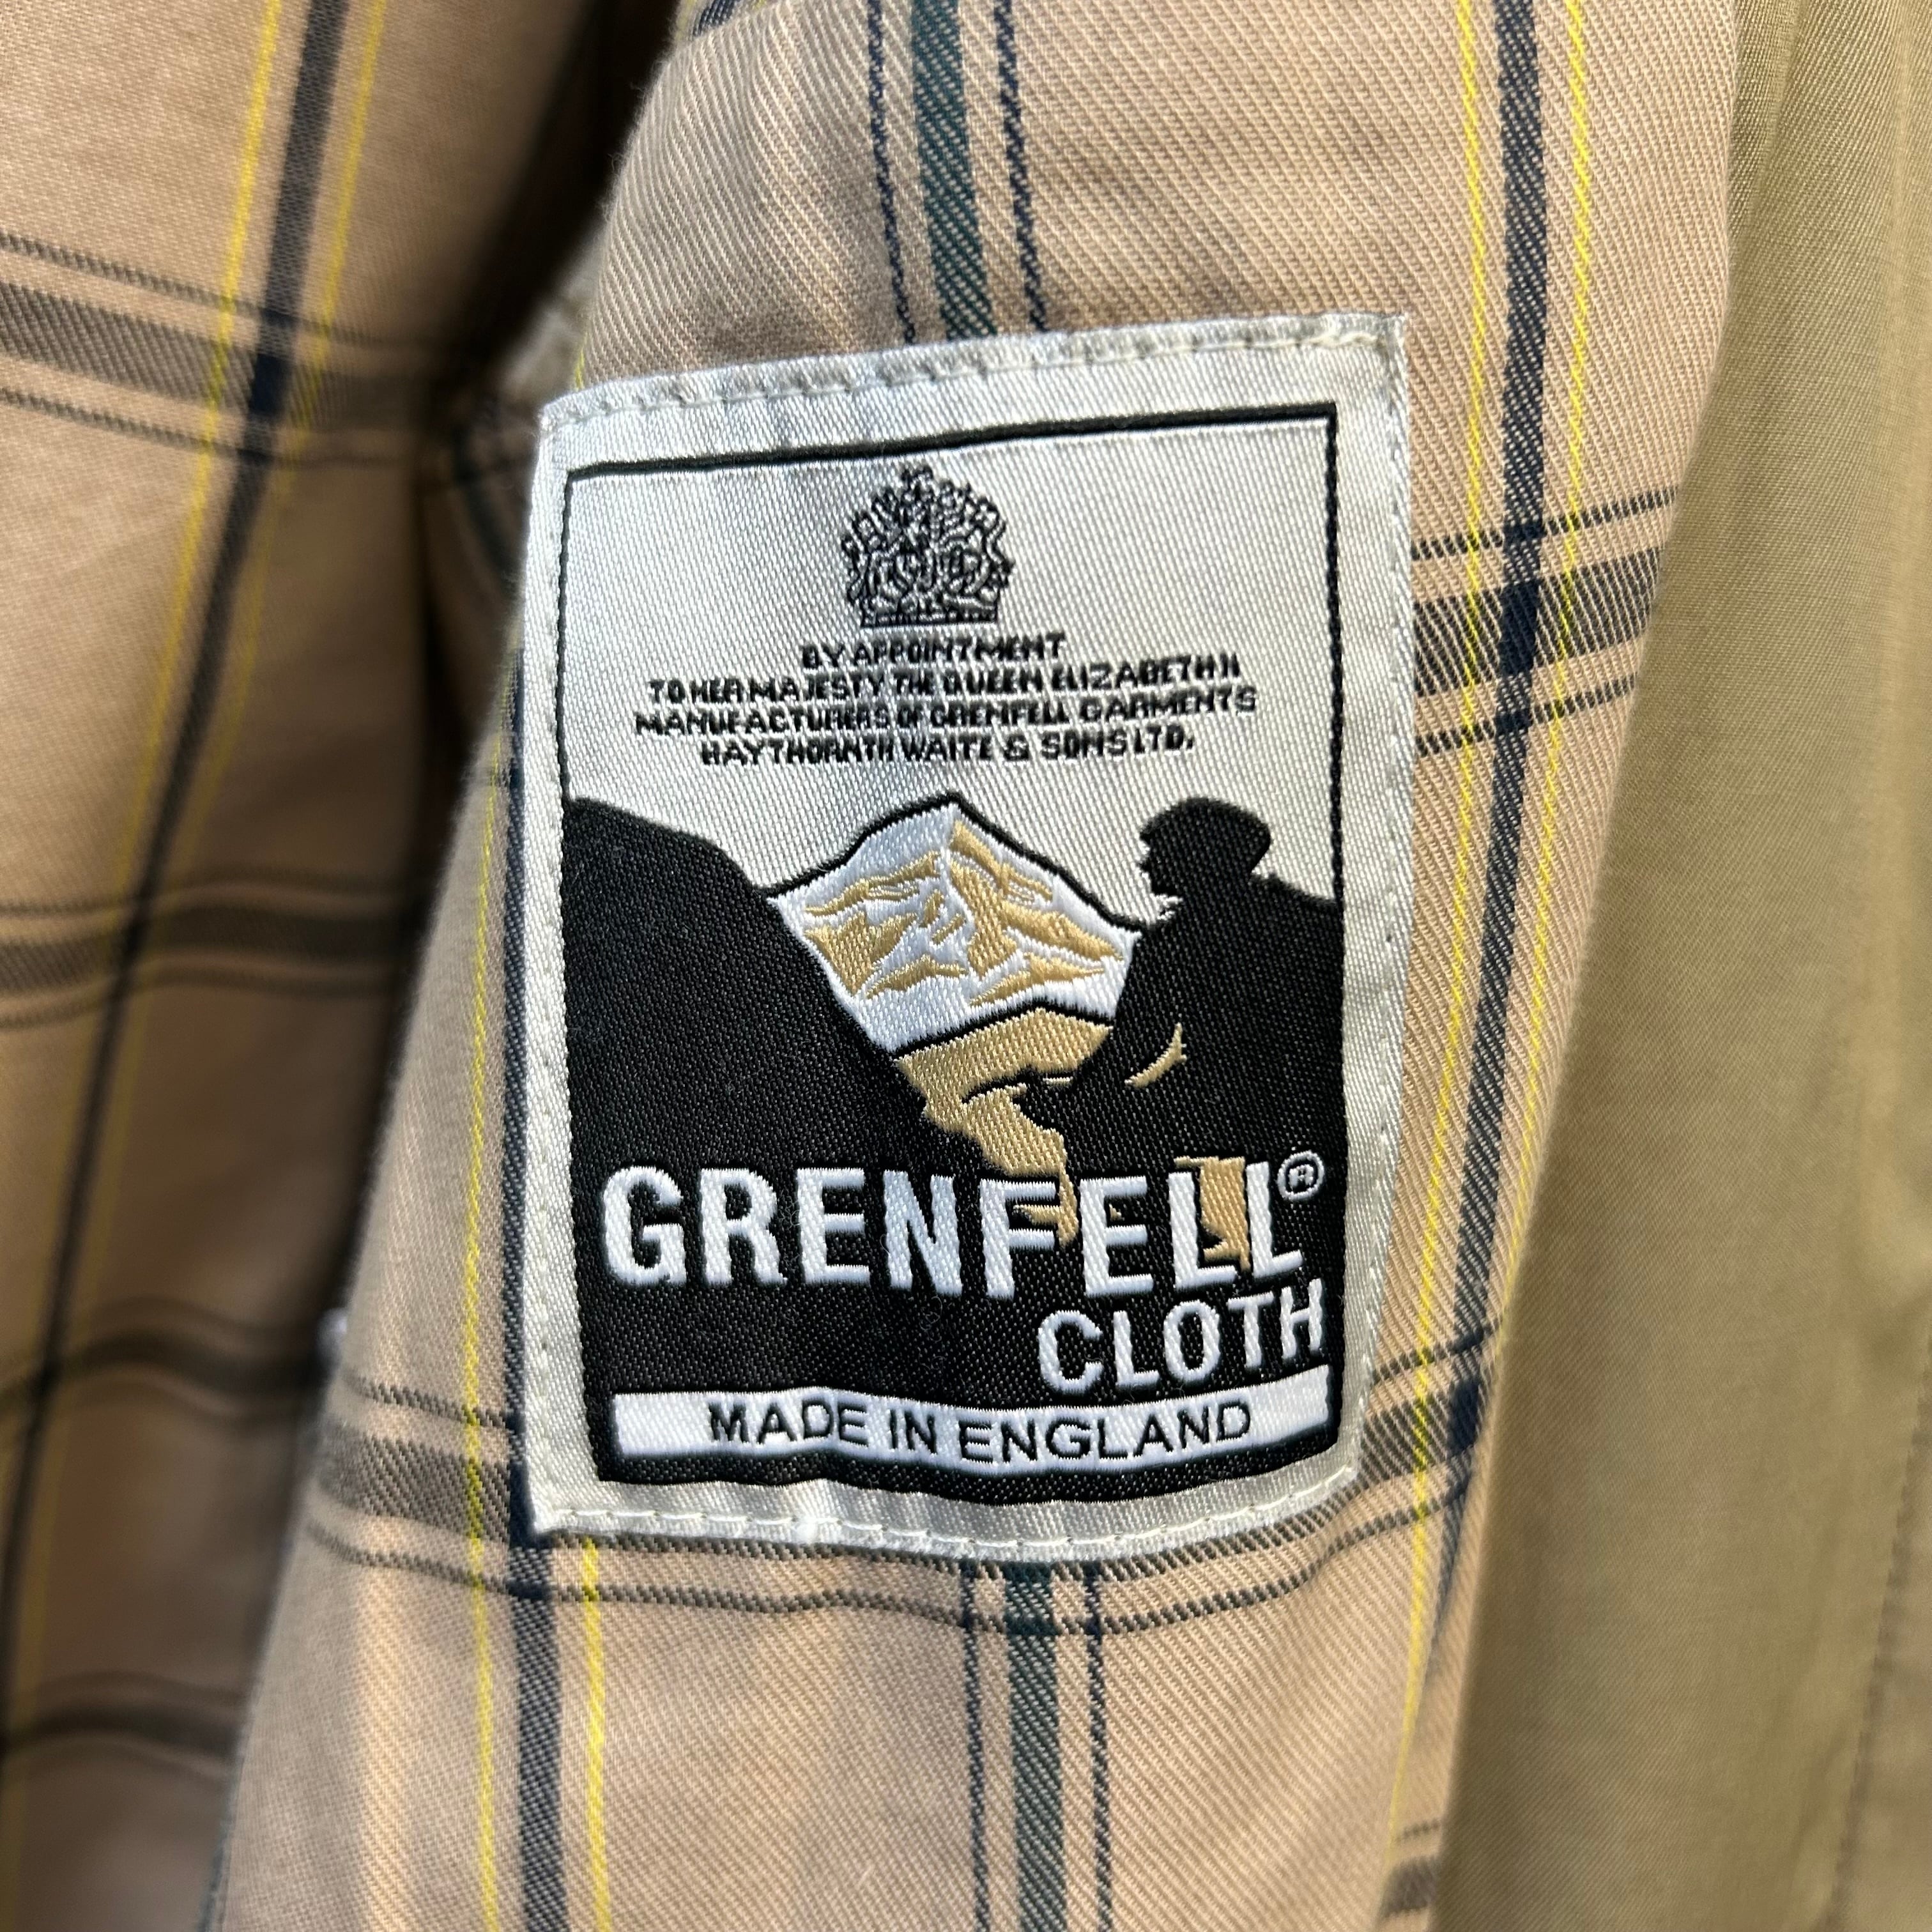 BY APPOINTMENT
TO HER MAJESTY THE QUEEN ELIZABETH II
MANUFACTURERS OF GRENFELL GARMENTS
HAYTHORNTHWAITE & SONS LTD.
GRENFELL®
CLOTH
MADE IN ENGLAND